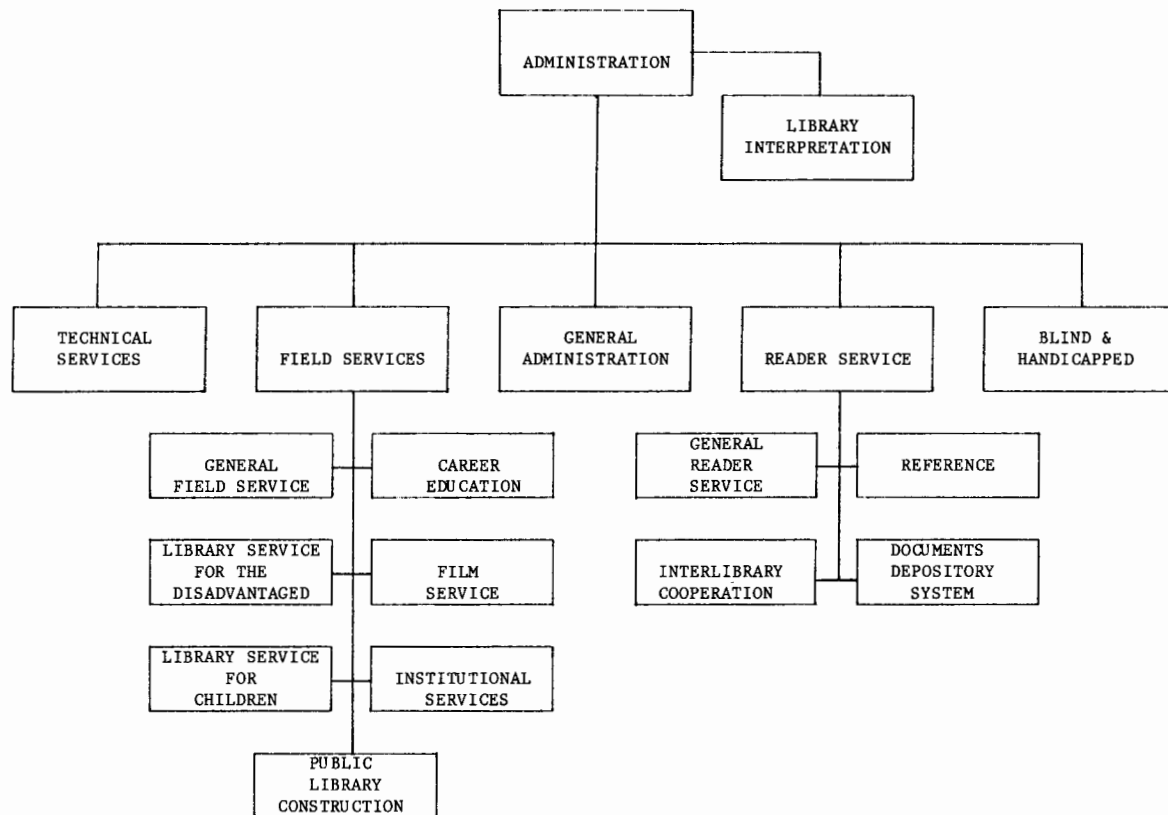 ADMINISTRATION
LIBRARY
INTERPRETATION
TECHNICAL
SERVICES
FIELD SERVICES
GENERAL
ADMINISTRATION
READER SERVICE
BLIND &
HANDICAPPED
GENERAL
FIELD SERVICE
CAREER
EDUCATION
GENERAL
READER
SERVICE
REFERENCE
LIBRARY SERVICE
FOR THE
DISADVANTAGED
FILM
SERVICE
INTERLIBRARY
COOPERATION
DOCUMENTS
DEPOSITORY
SYSTEM
LIBRARY SERVICE
FOR
CHILDREN
INSTITUTIONAL
SERVICES
PUBLIC
LIBRARY
CONSTRUCTION